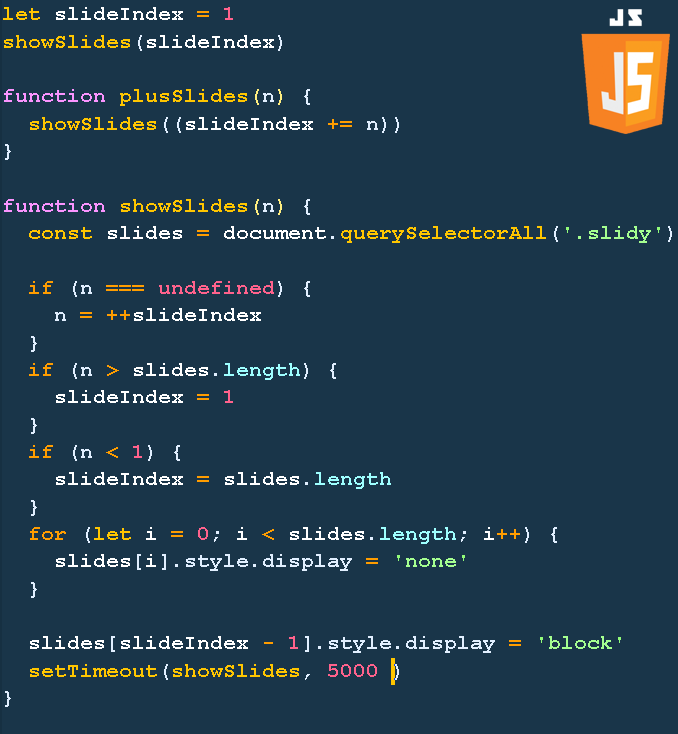 JS
let slideIndex = 1
showSlides(slideIndex)
function plusSlides(n) {
  showSlides((slideIndex += n))
}
function showSlides(n) {
  const slides = document.querySelectorAll('.slidy')
  if (n === undefined) {
    n = ++slideIndex
  }
  if (n > slides.length) {
    slideIndex = 1
  }
  if (n < 1) {
    slideIndex = slides.length
  }
  for (let i = 0; i < slides.length; i++) {
    slides[i].style.display = 'none'
  }
  slides[slideIndex - 1].style.display = 'block'
  setTimeout(showSlides, 5000 )
}
JS